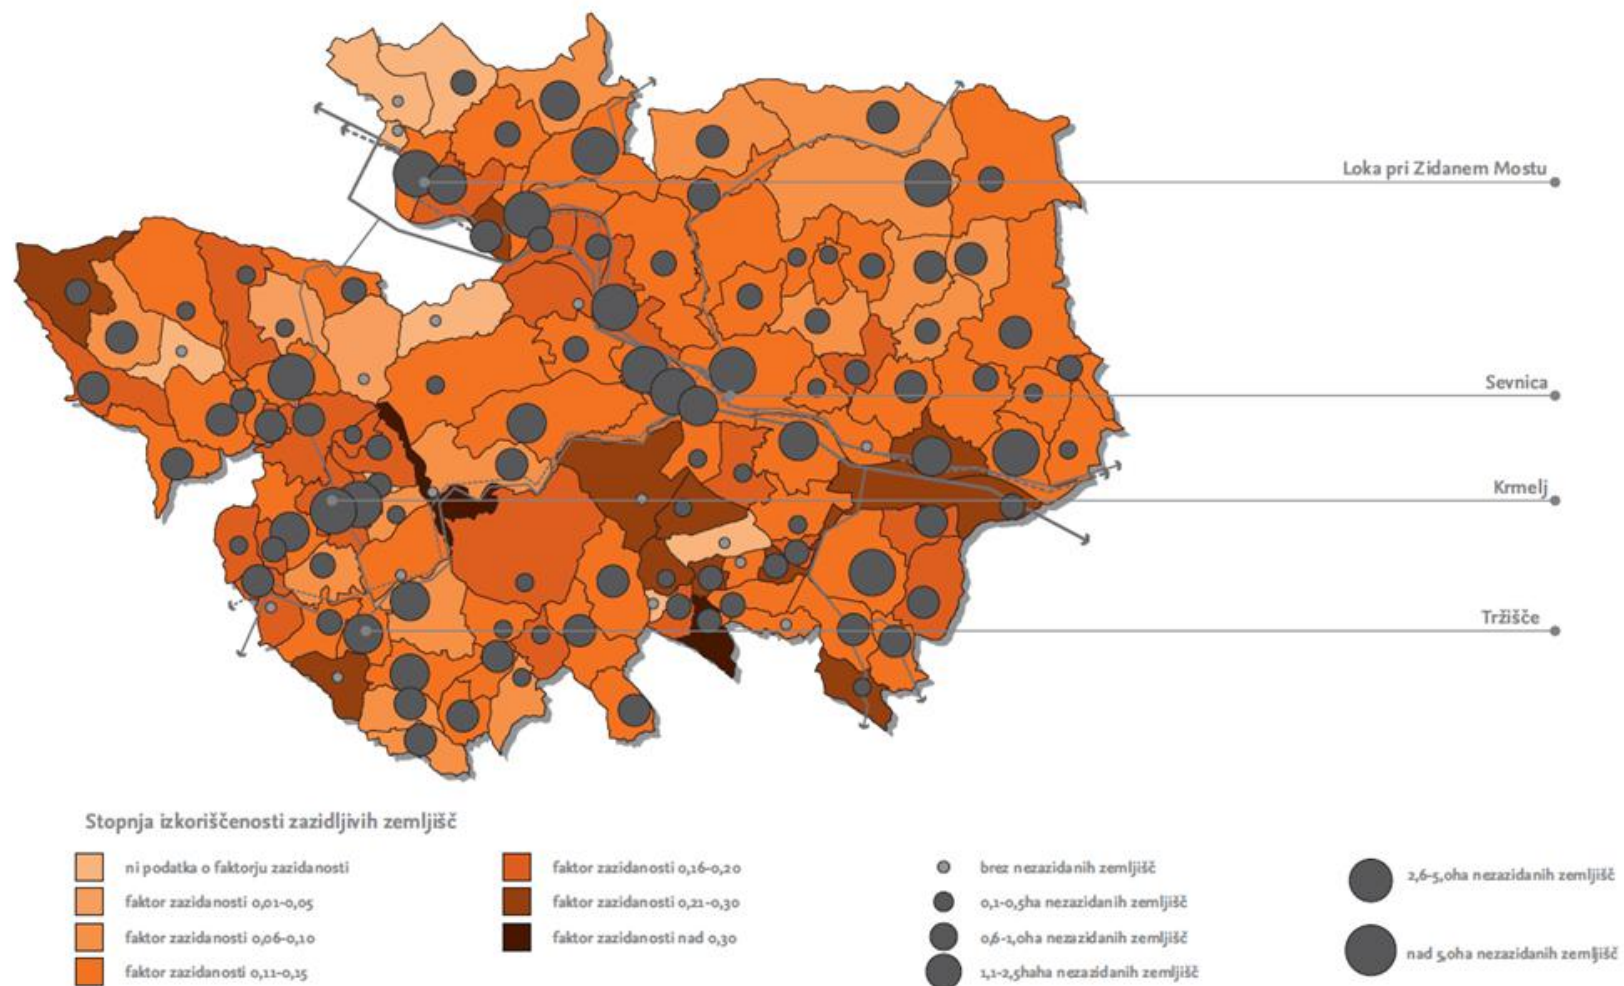 Loka pri Zidanem Mostu
Sevnica
Krmelj
Tržišče
Stopnja izkoriščenosti zazidljivih zemljišč
ni podatka o faktorju zazidanosti
faktor zazidanosti 0,01-0,05
faktor zazidanosti 0,06-0,10
faktor zazidanosti 0,11-0,15
faktor zazidanosti 0,16-0,20
faktor zazidanosti 0,21-0,30
faktor zazidanosti nad 0,30
brez nezazidanih zemljišč
0,1-0,5ha nezazidanih zemljišč
0,6-1,0ha nezazidanih zemljišč
1,1-2,5haha nezazidanih zemljišč
2,6-5,0ha nezazidanih zemljišč
nad 5,0ha nezazidanih zemljišč